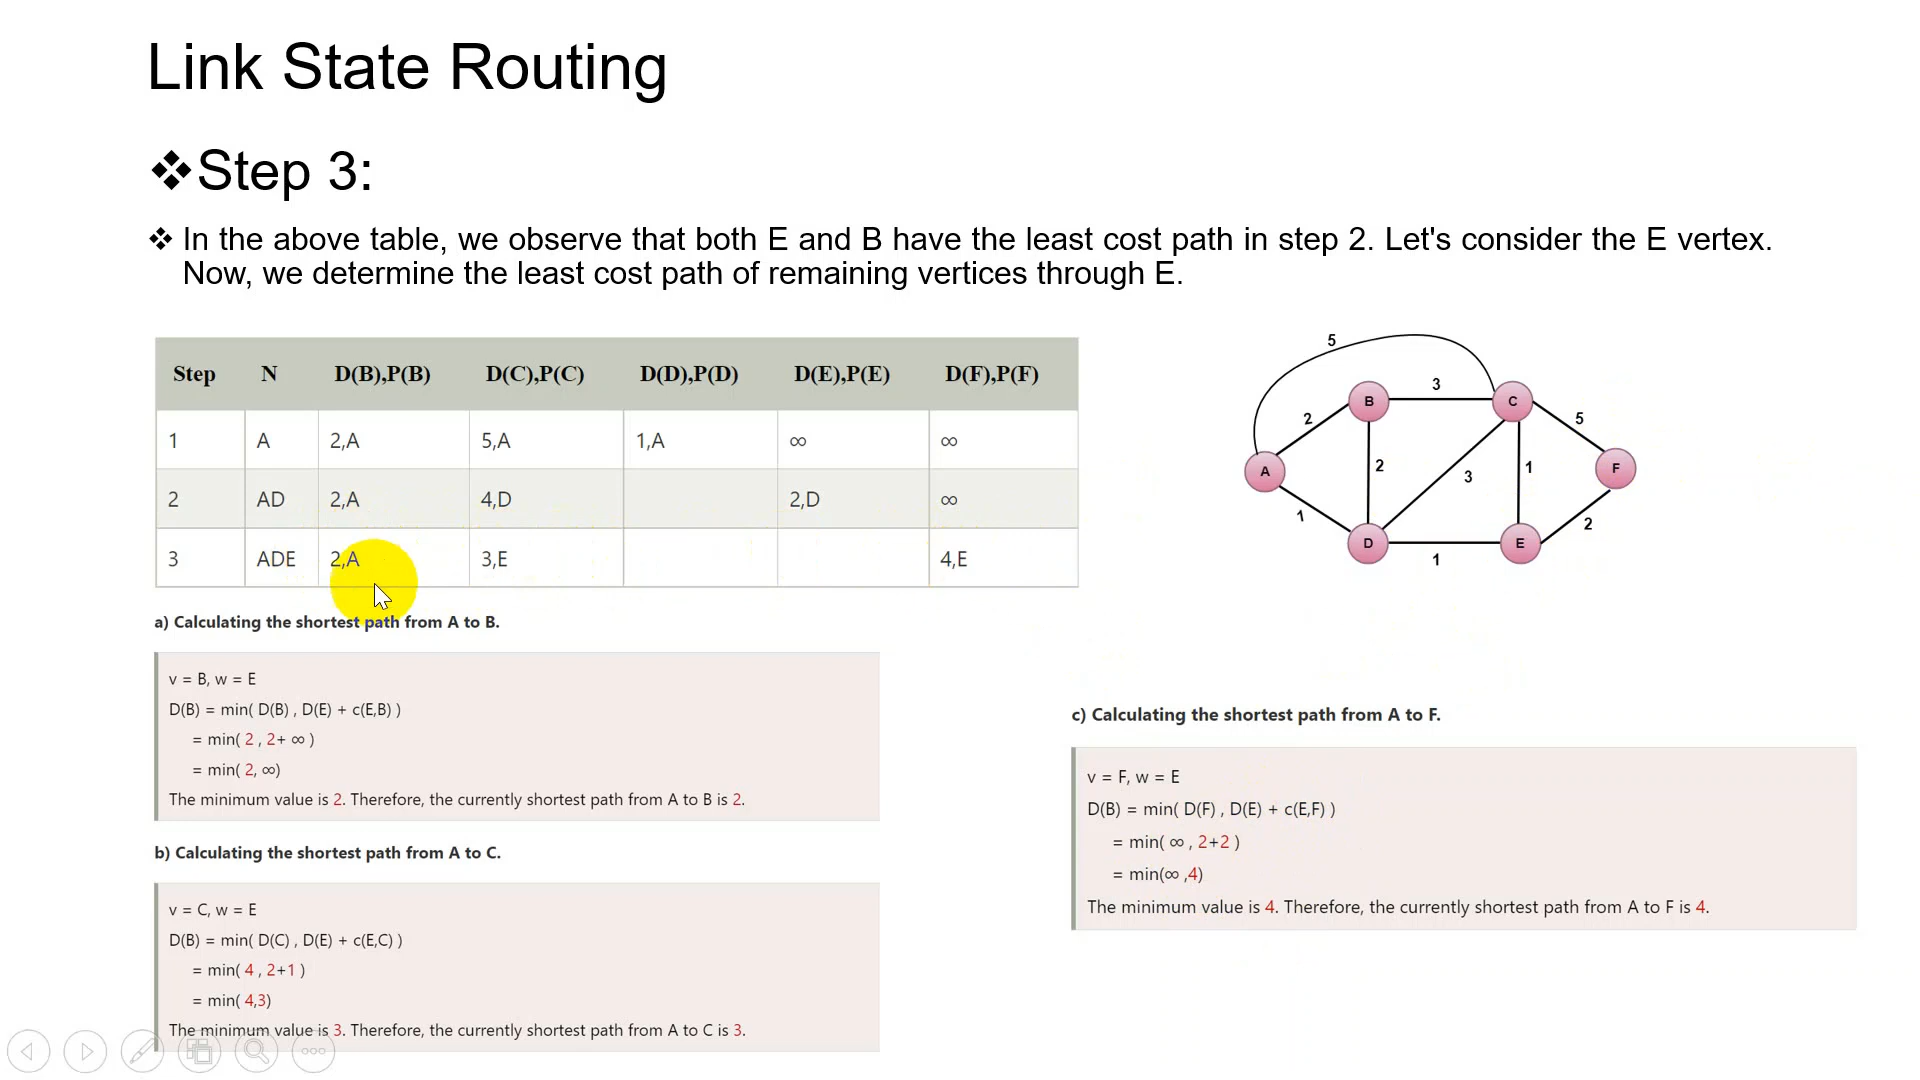 Link State Routing
❖Step 3:
❖ In the above table, we observe that both E and B have the least cost path in step 2. Let's consider the E vertex.
Now, we determine the least cost path of remaining vertices through E.
Step N D(B),P(B) D(C),P(C) D(D),P(D) D(E),P(E) D(F),P(F)
1 A 2,A 5,A 1,A ∞ ∞
2 AD 2,A 4,D 2,D ∞
3 ADE 2,A 3,E 4,E
5
B 3 C
2 5
A 2 3 1 F
1 2
D 1 E
a) Calculating the shortest path from A to B.
v = B, w = E
D(B) = min( D(B) , D(E) + c(E,B) )
= min( 2 , 2+ ∞ )
= min( 2, ∞)
The minimum value is 2. Therefore, the currently shortest path from A to B is 2.
b) Calculating the shortest path from A to C.
v = C, w = E
D(B) = min( D(C) , D(E) + c(E,C) )
= min( 4 , 2+1 )
= min( 4,3)
The minimum value is 3. Therefore, the currently shortest path from A to C is 3.
c) Calculating the shortest path from A to F.
v = F, w = E
D(B) = min( D(F) , D(E) + c(E,F) )
= min( ∞ , 2+2 )
= min(∞ ,4)
The minimum value is 4. Therefore, the currently shortest path from A to F is 4.